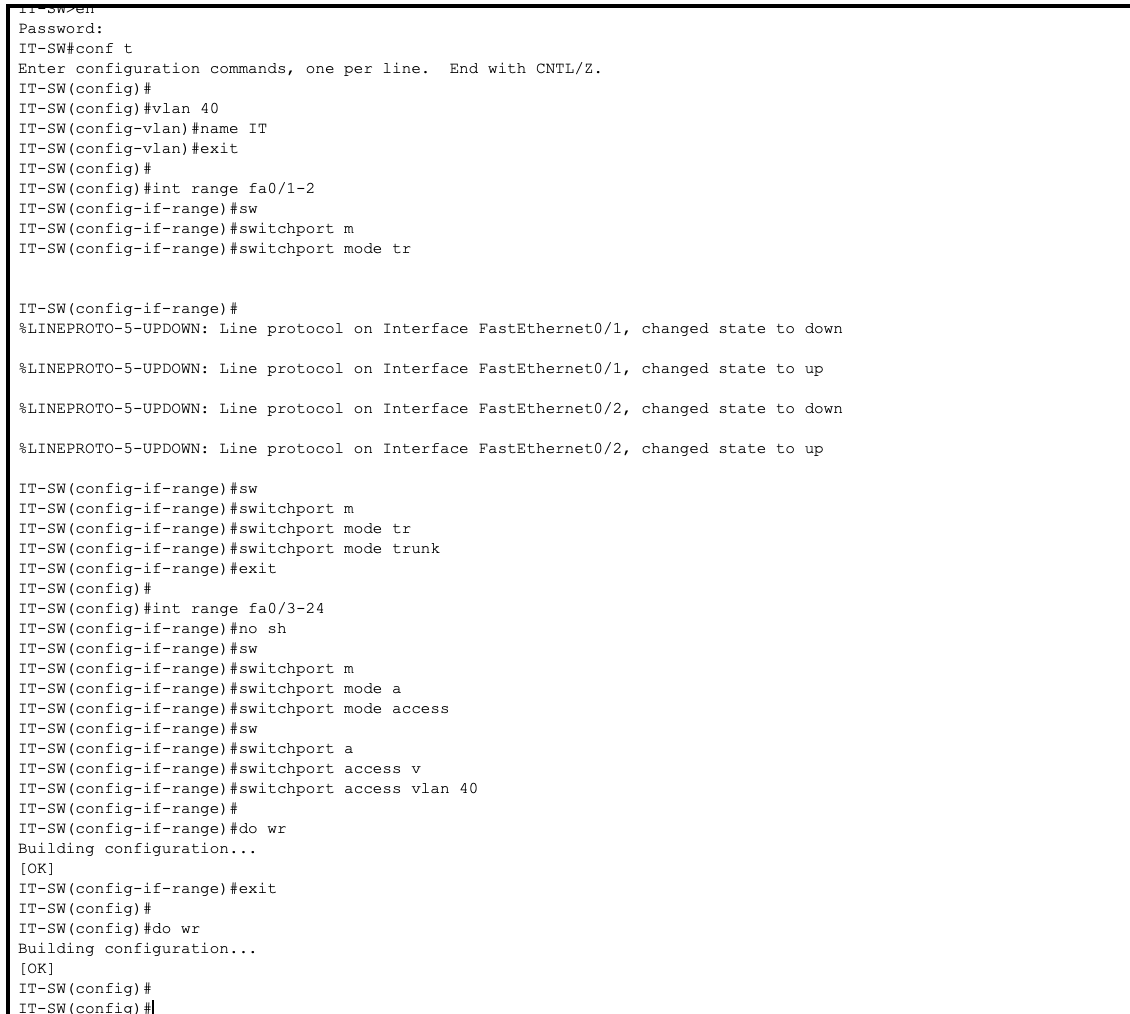 IT-SW>en
Password:
IT-SW#conf t
Enter configuration commands, one per line.  End with CNTL/Z.
IT-SW(config)#
IT-SW(config)#vlan 40
IT-SW(config-vlan)#name IT
IT-SW(config-vlan)#exit
IT-SW(config)#
IT-SW(config)#int range fa0/1-2
IT-SW(config-if-range)#sw
IT-SW(config-if-range)#switchport m
IT-SW(config-if-range)#switchport mode tr
IT-SW(config-if-range)#
%LINEPROTO-5-UPDOWN: Line protocol on Interface FastEthernet0/1, changed state to down
%LINEPROTO-5-UPDOWN: Line protocol on Interface FastEthernet0/1, changed state to up
%LINEPROTO-5-UPDOWN: Line protocol on Interface FastEthernet0/2, changed state to down
%LINEPROTO-5-UPDOWN: Line protocol on Interface FastEthernet0/2, changed state to up
IT-SW(config-if-range)#sw
IT-SW(config-if-range)#switchport m
IT-SW(config-if-range)#switchport mode tr
IT-SW(config-if-range)#switchport mode trunk
IT-SW(config-if-range)#exit
IT-SW(config)#
IT-SW(config)#int range fa0/3-24
IT-SW(config-if-range)#no sh
IT-SW(config-if-range)#sw
IT-SW(config-if-range)#switchport m
IT-SW(config-if-range)#switchport mode a
IT-SW(config-if-range)#switchport mode access
IT-SW(config-if-range)#sw
IT-SW(config-if-range)#switchport a
IT-SW(config-if-range)#switchport access v
IT-SW(config-if-range)#switchport access vlan 40
IT-SW(config-if-range)#
IT-SW(config-if-range)#do wr
Building configuration...
[OK]
IT-SW(config-if-range)#exit
IT-SW(config)#
IT-SW(config)#do wr
Building configuration...
[OK]
IT-SW(config)#
IT-SW(config)#